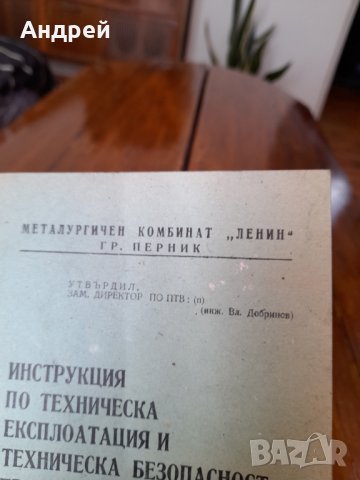 Андрей
МЕТАЛУРГИЧЕН КОМБИНАТ „ЛЕНИН“
ГР. ПЕРНИК
УТВЪРДИЛ,
ЗАМ. ДИРЕКТОР ПО ПТВ: (п)
(инж. Вл. Добринов)
ИНСТРУКЦИЯ
ПО ТЕХНИЧЕСКА
ЕКСПЛОАТАЦИЯ И
ТЕХНИЧЕСКА БЕЗОПАСНОСТ
BAZAR